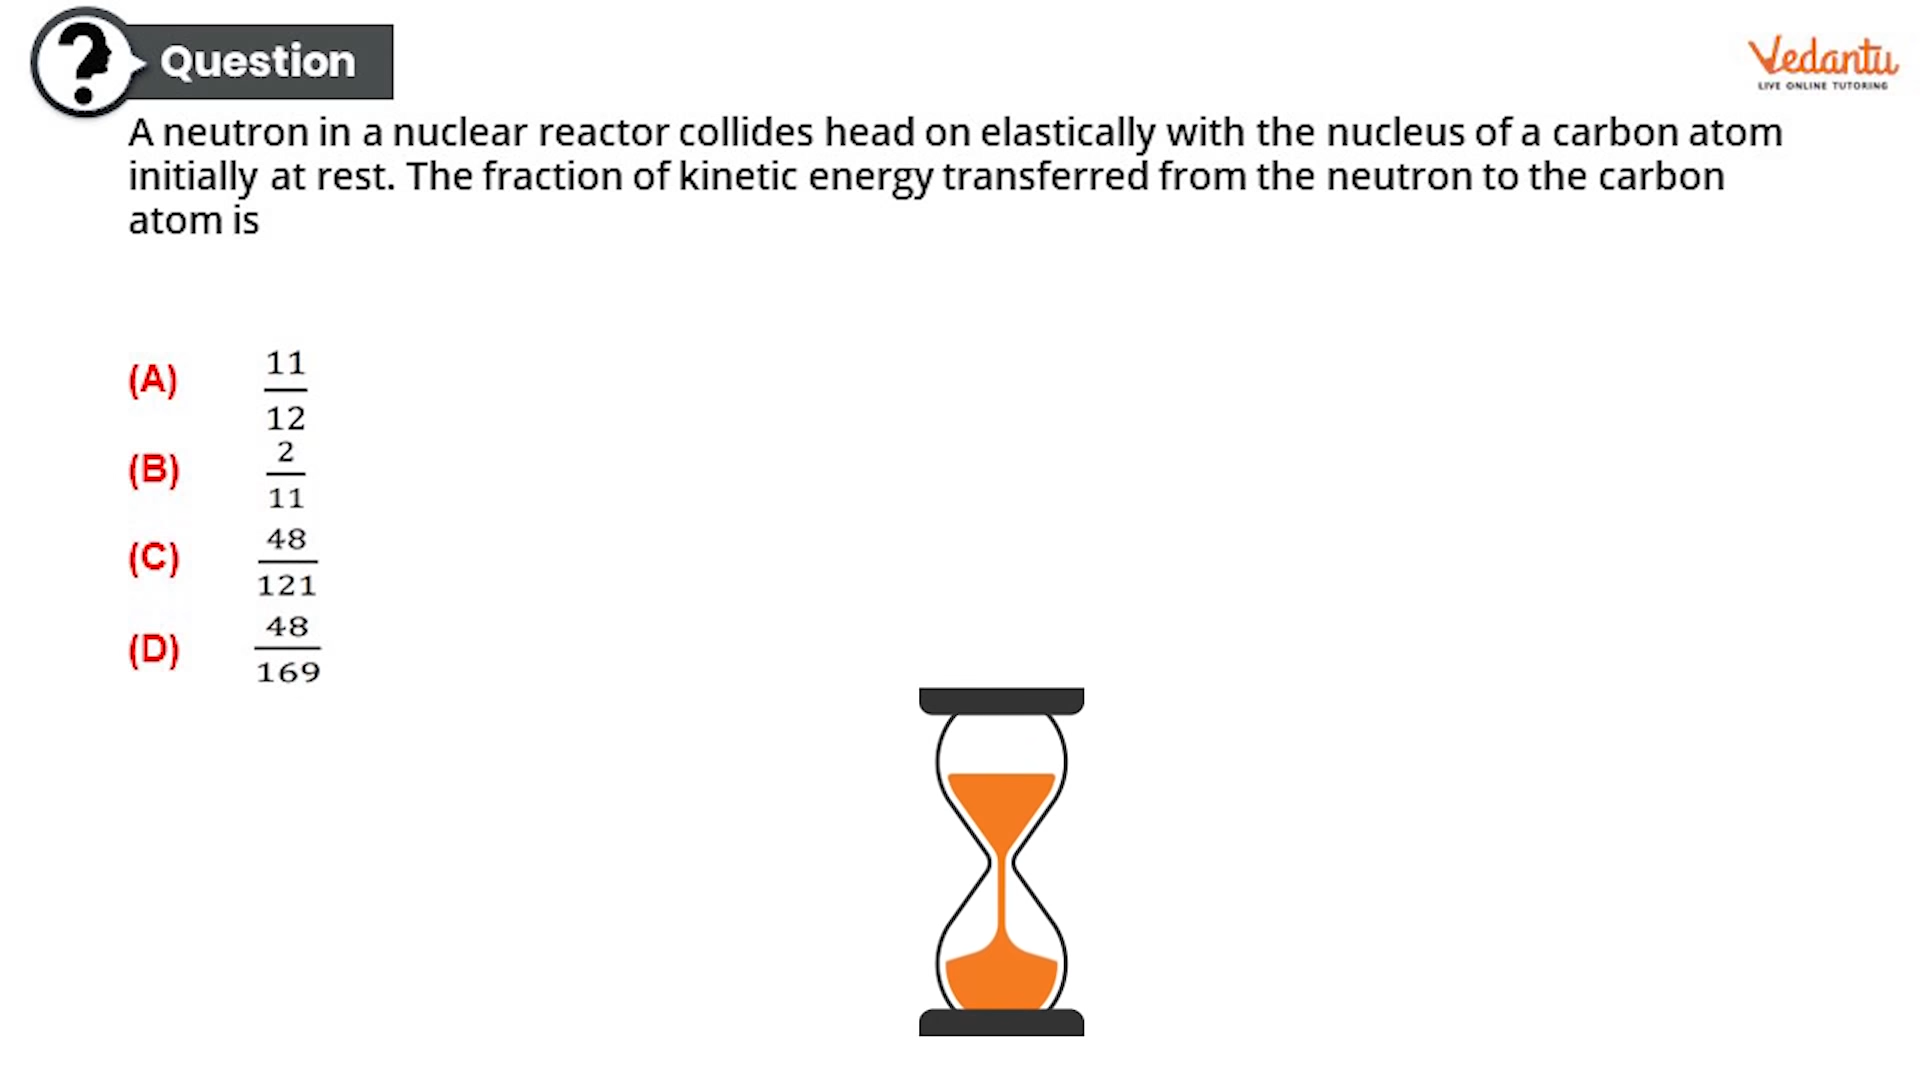 ?
Question
Vedantu
LIVE ONLINE TUTORING
A neutron in a nuclear reactor collides head on elastically with the nucleus of a carbon atom
initially at rest. The fraction of kinetic energy transferred from the neutron to the carbon
atom is
(A) 11/12
(B) 2/11
(C) 48/121
(D) 48/169